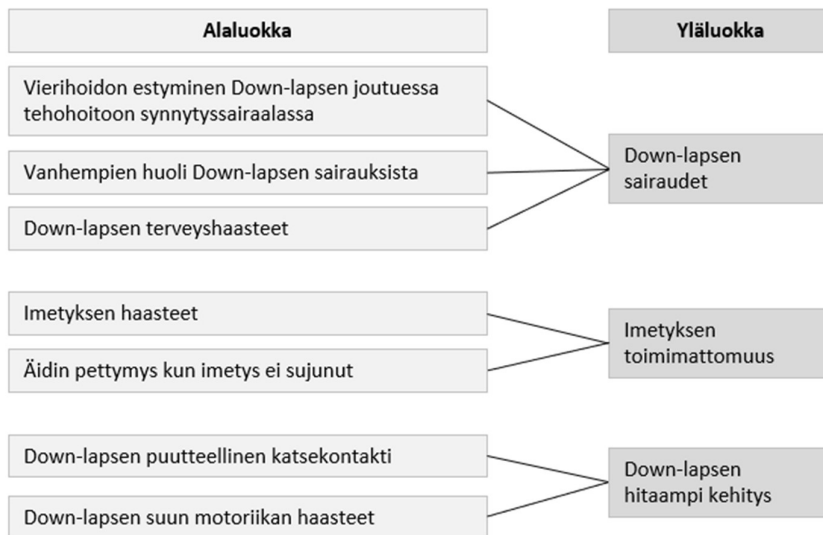 Alaluokka
Yläluokka
Vierihoidon estyminen Down-lapsen joutuessa
tehohoitoon synnytyssairaalassa
Vanhempien huoli Down-lapsen sairauksista
Down-lapsen terveyshaasteet
Down-lapsen
sairaudet
Imetyksen haasteet
Äidin pettymys kun imetys ei sujunut
Imetyksen
toimimattomuus
Down-lapsen puutteellinen katsekontakti
Down-lapsen suun motoriikan haasteet
Down-lapsen
hitaampi kehitys